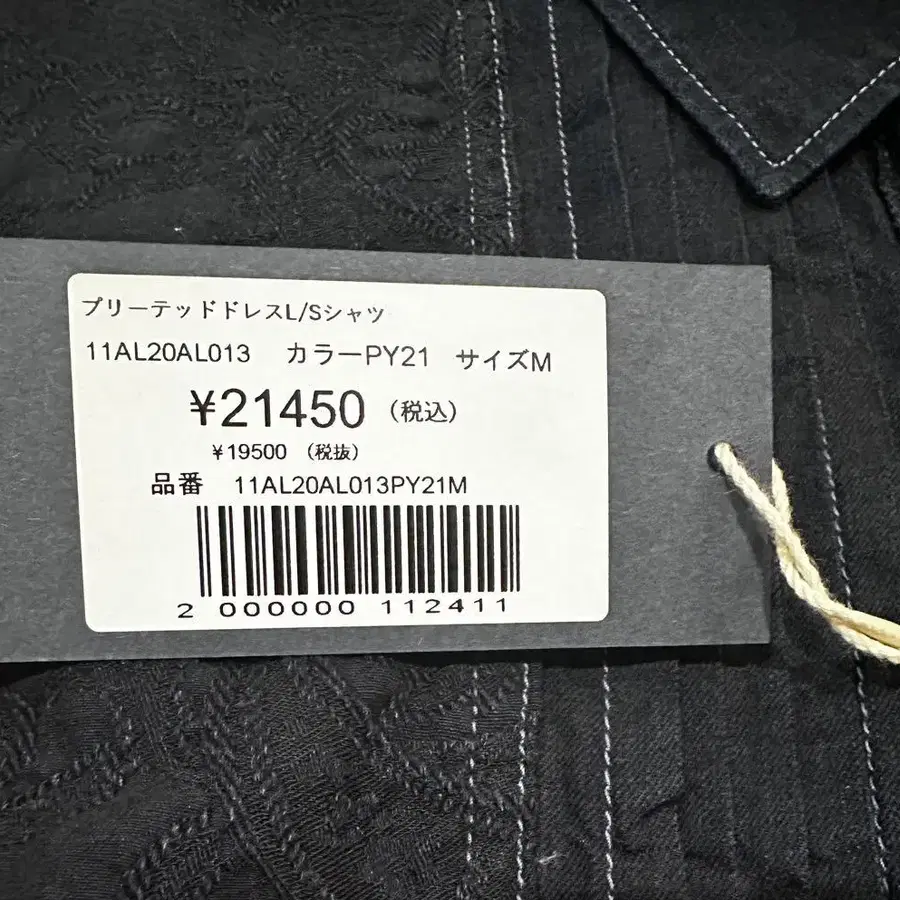 プリーテッドドレスL/Sシャツ
11AL20AL013 カラーPY21 サイズM
¥21450（税込）
¥19500（税抜）
品番 11AL20AL013PY21M
2 000000 112411